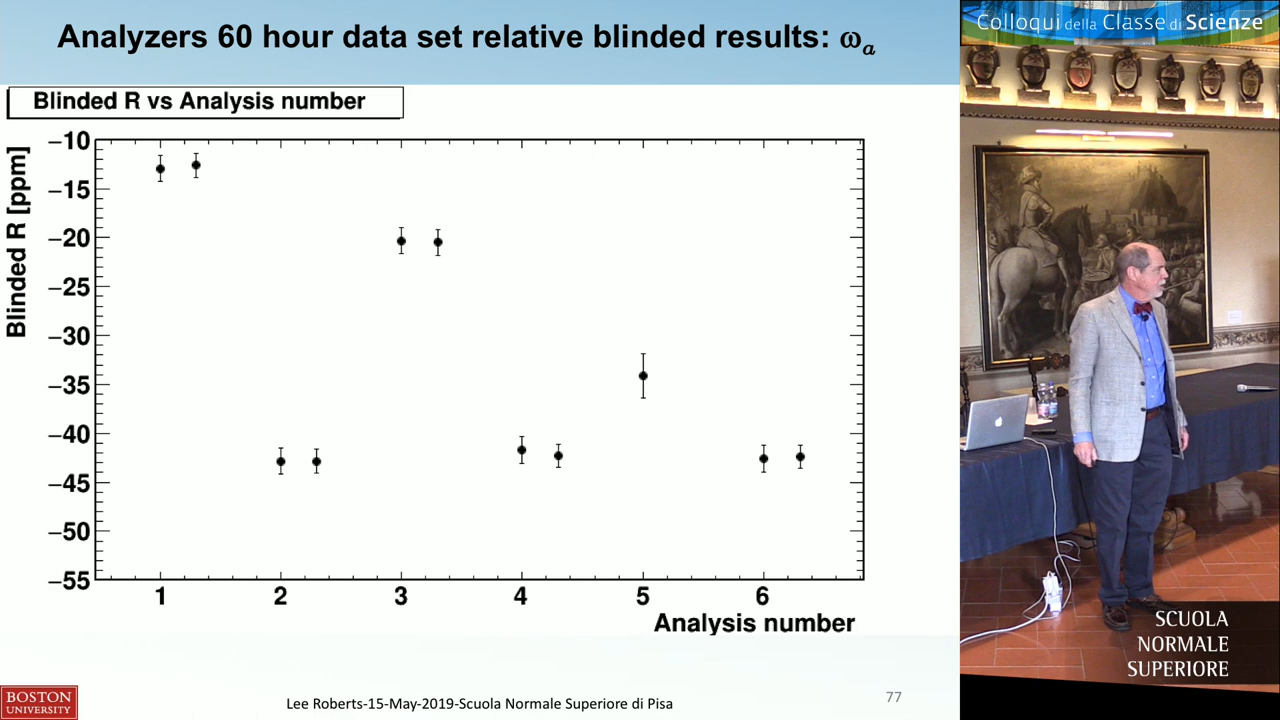 Analyzers 60 hour data set relative blinded results: ωa
Blinded R vs Analysis number
Blinded R [ppm]
−10
−15
−20
−25
−30
−35
−40
−45
−50
−55
1 2 3 4 5 6
Analysis number
BOSTON
UNIVERSITY
Lee Roberts-15-May-2019-Scuola Normale Superiore di Pisa
77
Colloqui della Classe di Scienze
SCUOLA
NORMALE
SUPERIORE